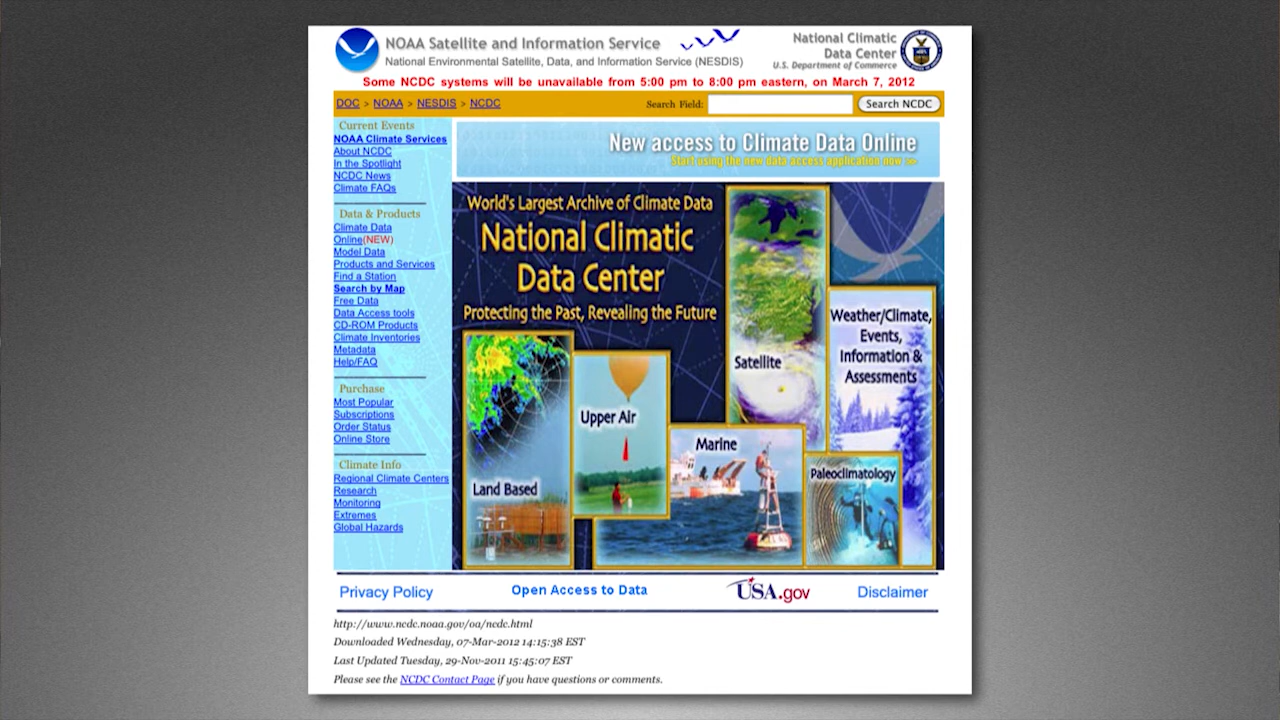 NOAA Satellite and Information Service
National Environmental Satellite, Data, and Information Service (NESDIS)
National Climatic
Data Center
U.S. Department of Commerce
Some NCDC systems will be unavailable from 5:00 pm to 8:00 pm eastern, on March 7, 2012
DOC > NOAA > NESDIS > NCDC
Search Field:
Search NCDC
Current Events
NOAA Climate Services
About NCDC
In the Spotlight
NCDC News
Climate FAQs
Data & Products
Climate Data
Online(NEW)
Model Data
Products and Services
Find a Station
Search by Map
Free Data
Data Access tools
CD-ROM Products
Climate Inventories
Metadata
Help/FAQ
Purchase
Most Popular
Subscriptions
Order Status
Online Store
Climate Info
Regional Climate Centers
Research
Monitoring
Extremes
Global Hazards
New access to Climate Data Online
Start using the new data access application now >>
World's Largest Archive of Climate Data
National Climatic
Data Center
Protecting the Past, Revealing the Future
Land Based
Upper Air
Satellite
Marine
Weather/Climate,
Events,
Information &
Assessments
Paleoclimatology
Privacy Policy
Open Access to Data
USA.gov
Disclaimer
http://www.ncdc.noaa.gov/oa/ncdc.html
Downloaded Wednesday, 07-Mar-2012 14:15:38 EST
Last Updated Tuesday, 29-Nov-2011 15:45:07 EST
Please see the NCDC Contact Page if you have questions or comments.